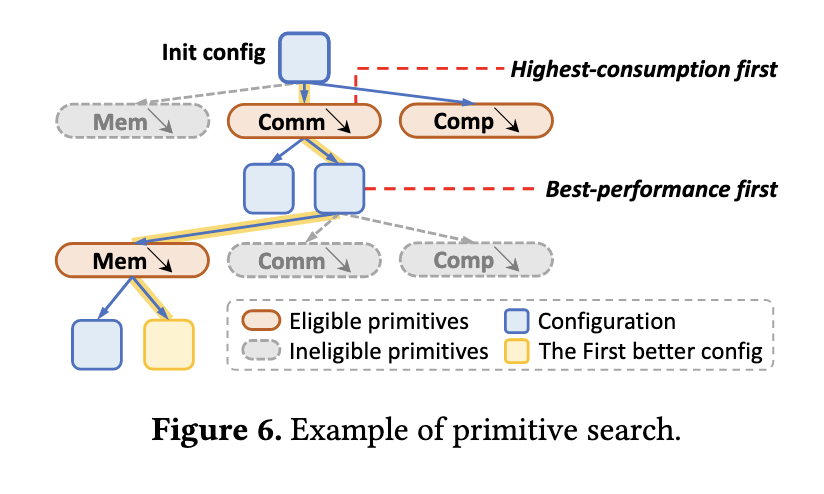 Init config
Highest-consumption first
Mem
Comm
Comp
Best-performance first
Mem
Comm
Comp
Eligible primitives
Configuration
Ineligible primitives
The First better config
Figure 6. Example of primitive search.